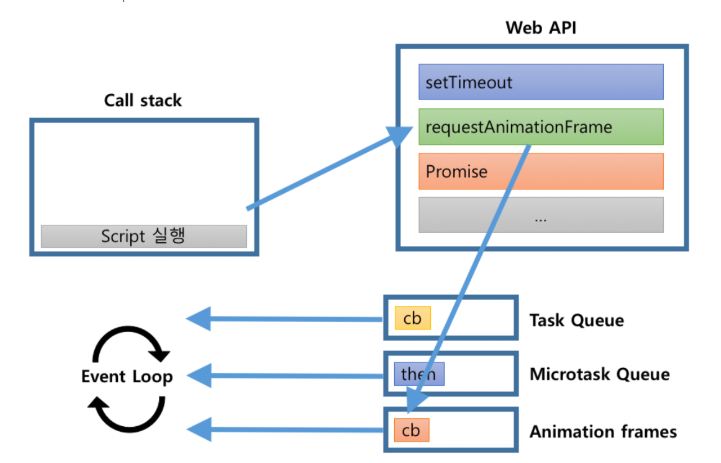 Web API
setTimeout
Call stack
requestAnimationFrame
Promise
...
Script 실행
cb
Task Queue
Event Loop
then
Microtask Queue
cb
Animation frames